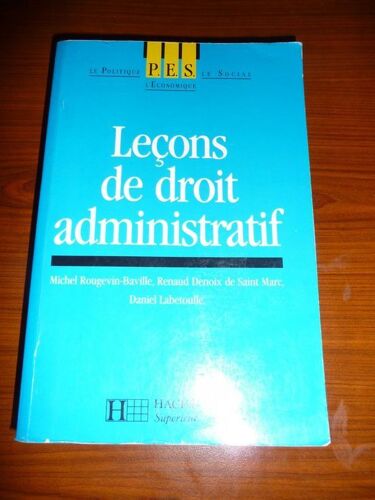 LE POLITIQUE P.E.S. LE SOCIAL
L'ÉCONOMIQUE
Leçons
de droit
administratif
Michel Rougevin-Baville, Renaud Denoix de Saint Marc,
Daniel Labetoulle
H
Supérieur